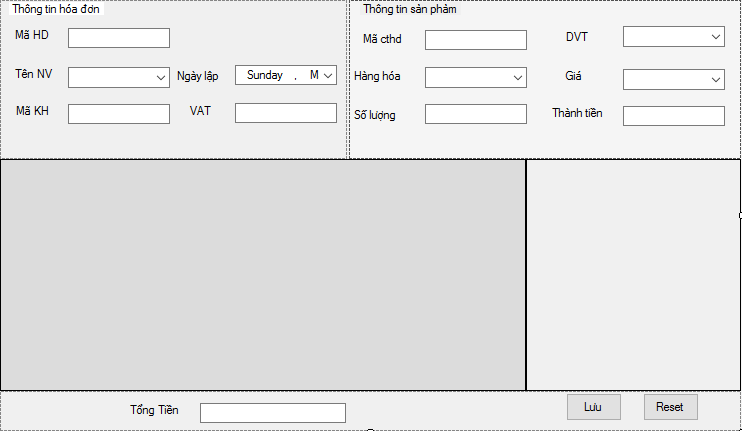 Thông tin hóa đơn
Mã HD
Tên NV
Ngày lập
Sunday , M
Mã KH
VAT
Thông tin sản phảm
Mã cthd
DVT
Hàng hóa
Giá
Số lượng
Thành tiền
Tổng Tiền
Lưu
Reset